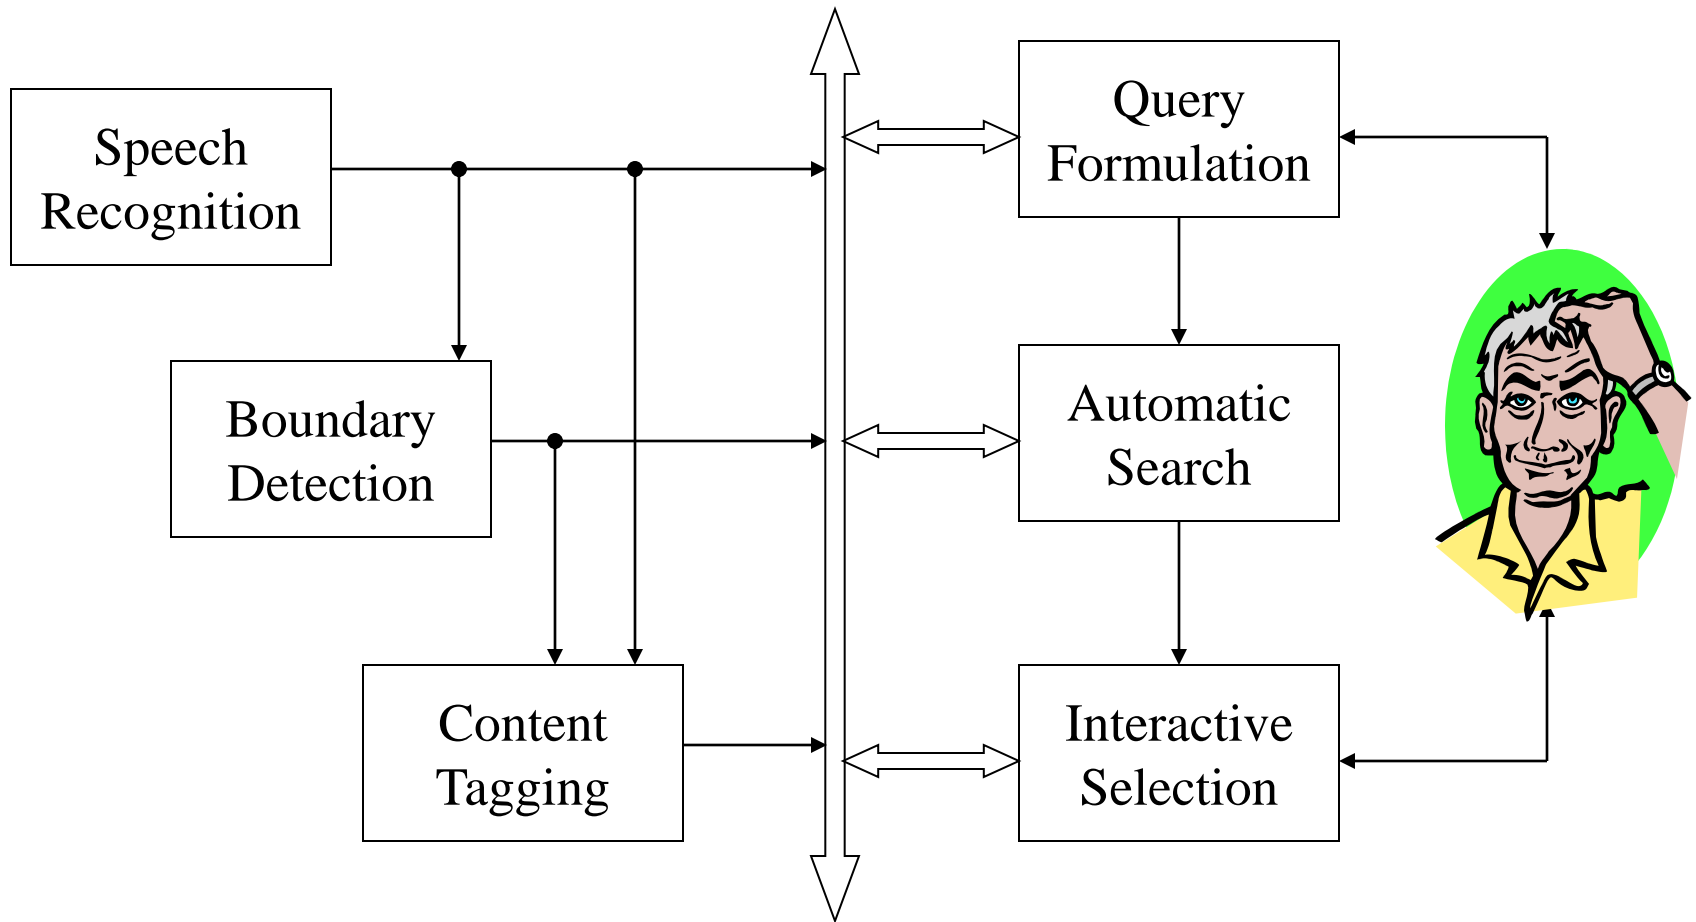 Speech
Recognition
Boundary
Detection
Content
Tagging
Query
Formulation
Automatic
Search
Interactive
Selection